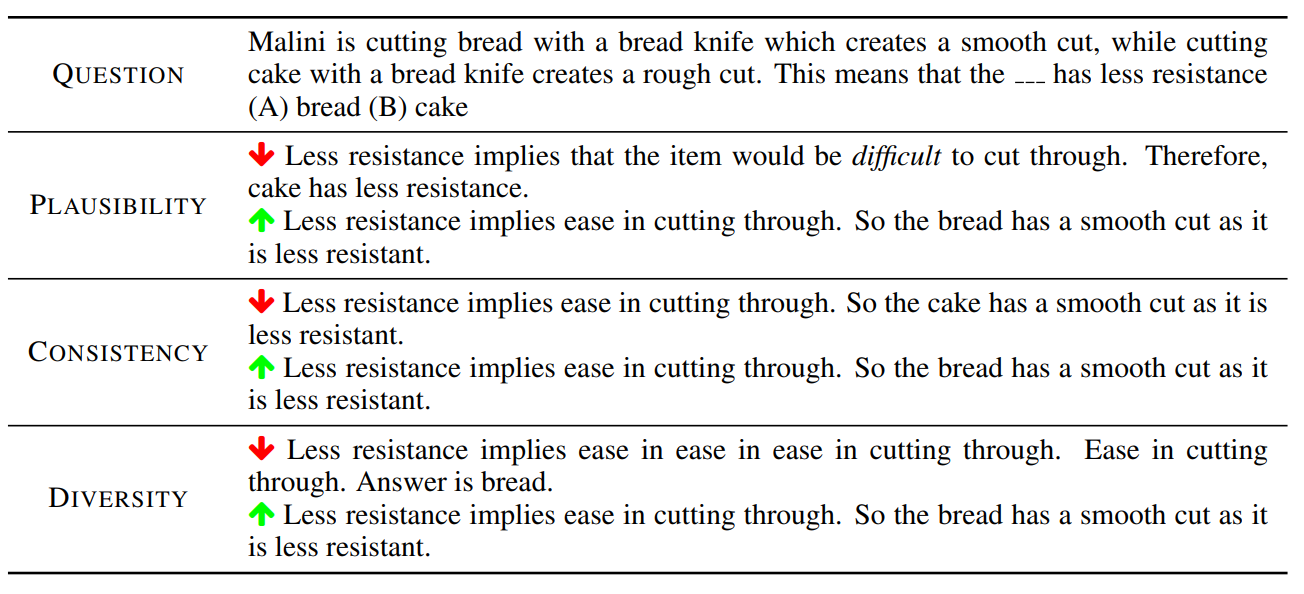 QUESTION
Malini is cutting bread with a bread knife which creates a smooth cut, while cutting
cake with a bread knife creates a rough cut. This means that the ___ has less resistance
(A) bread (B) cake
PLAUSIBILITY
Less resistance implies that the item would be difficult to cut through. Therefore,
cake has less resistance.
Less resistance implies ease in cutting through. So the bread has a smooth cut as it
is less resistant.
CONSISTENCY
Less resistance implies ease in cutting through. So the cake has a smooth cut as it is
less resistant.
Less resistance implies ease in cutting through. So the bread has a smooth cut as it
is less resistant.
DIVERSITY
Less resistance implies ease in ease in ease in cutting through. Ease in cutting
through. Answer is bread.
Less resistance implies ease in cutting through. So the bread has a smooth cut as it
is less resistant.